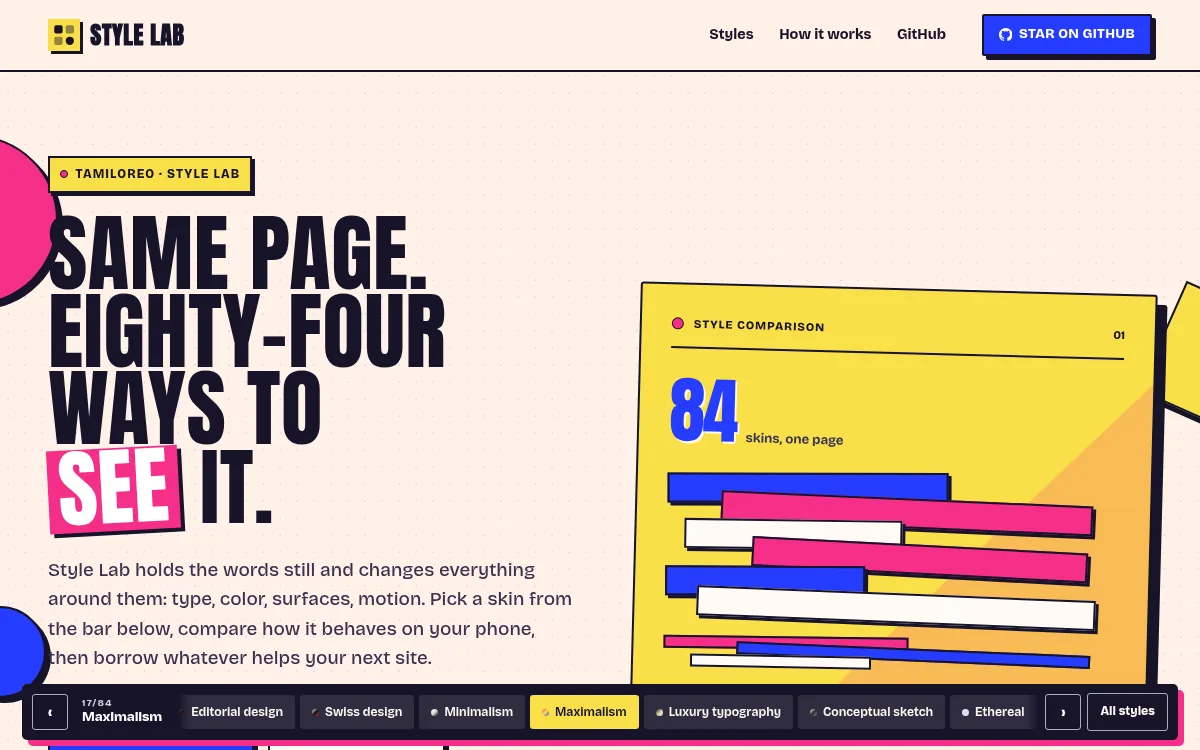 STYLE LAB
Styles
How it works
GitHub
STAR ON GITHUB
TAMILOREO · STYLE LAB
SAME PAGE.
EIGHTY-FOUR
WAYS TO
SEE IT.
Style Lab holds the words still and changes everything
around them: type, color, surfaces, motion. Pick a skin from
the bar below, compare how it behaves on your phone,
then borrow whatever helps your next site.
STYLE COMPARISON
01
84 skins, one page
17/84
Maximalism
Editorial design
Swiss design
Minimalism
Maximalism
Luxury typography
Conceptual sketch
Ethereal
All styles